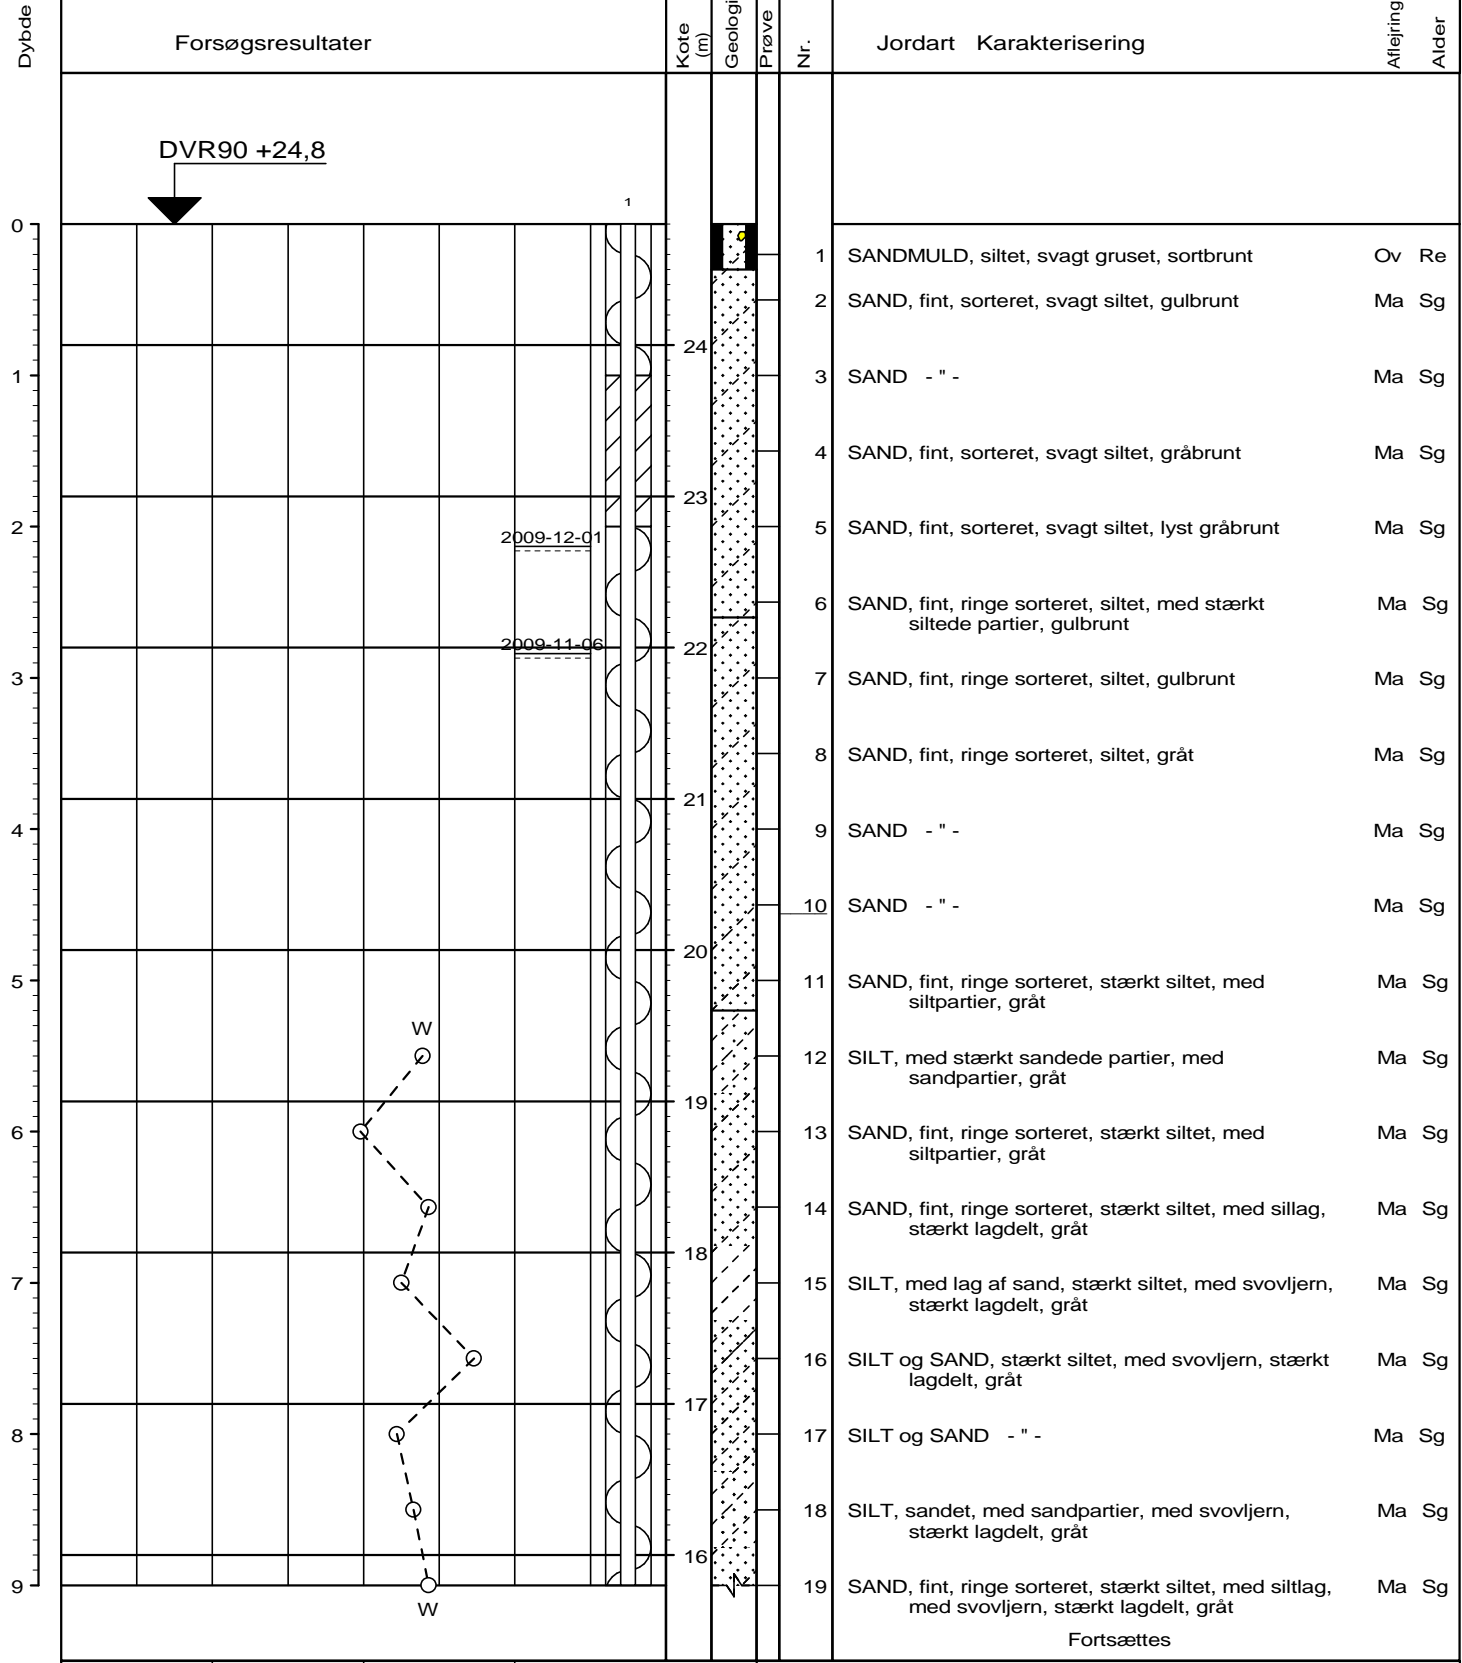 Dybde
Forsøgsresultater
Kote
(m)
Geologi
Prøve
Nr.
Jordart Karakterisering
Aflejring
Alder
DVR90 +24,8
1
0
1 SANDMULD, siltet, svagt gruset, sortbrunt Ov Re
2 SAND, fint, sorteret, svagt siltet, gulbrunt Ma Sg
24
1
3 SAND - " - Ma Sg
4 SAND, fint, sorteret, svagt siltet, gråbrunt Ma Sg
23
2
2009-12-01
5 SAND, fint, sorteret, svagt siltet, lyst gråbrunt Ma Sg
6 SAND, fint, ringe sorteret, siltet, med stærkt Ma Sg
siltede partier, gulbrunt
2009-11-06
22
3
7 SAND, fint, ringe sorteret, siltet, gulbrunt Ma Sg
8 SAND, fint, ringe sorteret, siltet, gråt Ma Sg
21
4
9 SAND - " - Ma Sg
10 SAND - " - Ma Sg
20
5
11 SAND, fint, ringe sorteret, stærkt siltet, med Ma Sg
siltpartier, gråt
W
12 SILT, med stærkt sandede partier, med Ma Sg
sandpartier, gråt
19
6
13 SAND, fint, ringe sorteret, stærkt siltet, med Ma Sg
siltpartier, gråt
14 SAND, fint, ringe sorteret, stærkt siltet, med sillag, Ma Sg
stærkt lagdelt, gråt
18
7
15 SILT, med lag af sand, stærkt siltet, med svovljern, Ma Sg
stærkt lagdelt, gråt
16 SILT og SAND, stærkt siltet, med svovljern, stærkt Ma Sg
lagdelt, gråt
17
8
17 SILT og SAND - " - Ma Sg
18 SILT, sandet, med sandpartier, med svovljern, Ma Sg
stærkt lagdelt, gråt
16
9
19 SAND, fint, ringe sorteret, stærkt siltet, med siltlag, Ma Sg
med svovljern, stærkt lagdelt, gråt
W
Fortsættes